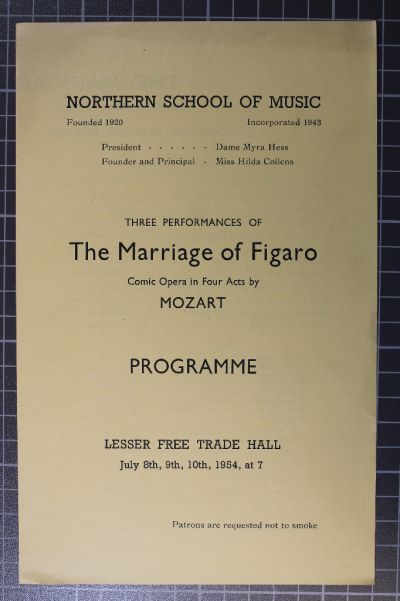 NORTHERN SCHOOL OF MUSIC
Founded 1920 Incorporated 1943
President - - - - - - Dame Myra Hess
Founder and Principal - Miss Hilda Collens
THREE PERFORMANCES OF
The Marriage of Figaro
Comic Opera in Four Acts by
MOZART
PROGRAMME
LESSER FREE TRADE HALL
July 8th, 9th, 10th, 1954, at 7
Patrons are requested not to smoke